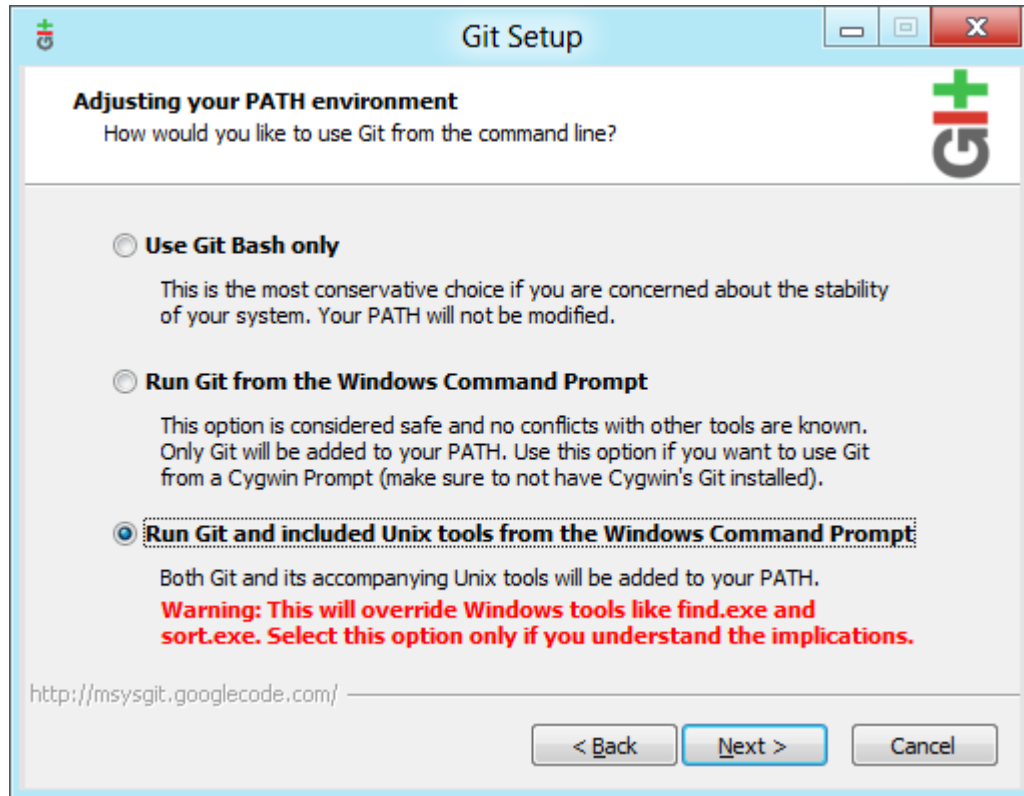 Git Setup
Adjusting your PATH environment
How would you like to use Git from the command line?
Use Git Bash only
This is the most conservative choice if you are concerned about the stability
of your system. Your PATH will not be modified.
Run Git from the Windows Command Prompt
This option is considered safe and no conflicts with other tools are known.
Only Git will be added to your PATH. Use this option if you want to use Git
from a Cygwin Prompt (make sure to not have Cygwin's Git installed).
Run Git and included Unix tools from the Windows Command Prompt
Both Git and its accompanying Unix tools will be added to your PATH.
Warning: This will override Windows tools like find.exe and
sort.exe. Select this option only if you understand the implications.
http://msysgit.googlecode.com/
< Back Next > Cancel